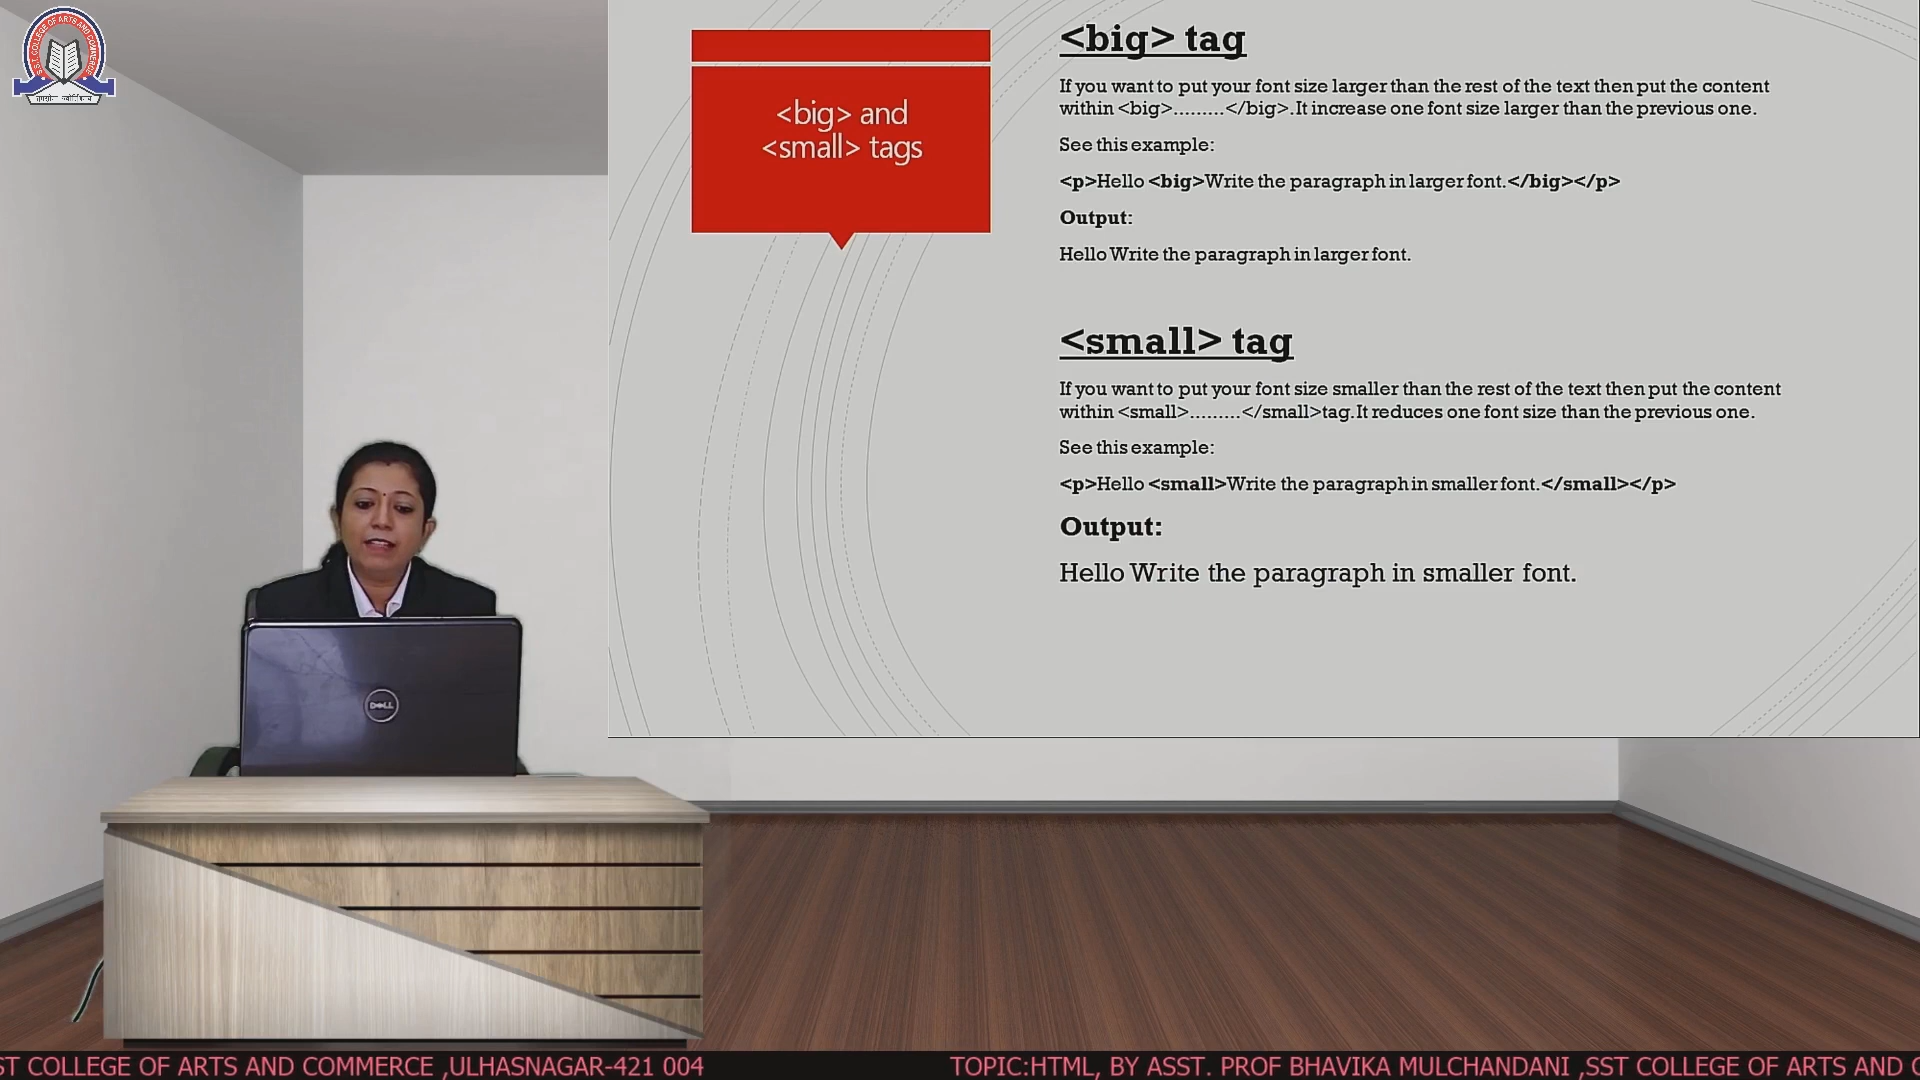 S.S.T. COLLEGE OF ARTS AND COMMERCE
<big> and
<small> tags
<big> tag
If you want to put your font size larger than the rest of the text then put the content
within <big>.........</big>.It increase one font size larger than the previous one.
See this example:
<p>Hello <big>Write the paragraph in larger font.</big></p>
Output:
Hello Write the paragraph in larger font.
<small> tag
If you want to put your font size smaller than the rest of the text then put the content
within <small>.........</small>tag.It reduces one font size than the previous one.
See this example:
<p>Hello <small>Write the paragraph in smaller font.</small></p>
Output:
Hello Write the paragraph in smaller font.
DELL
ST COLLEGE OF ARTS AND COMMERCE ,ULHASNAGAR-421 004 TOPIC:HTML, BY ASST. PROF BHAVIKA MULCHANDANI ,SST COLLEGE OF ARTS AND C